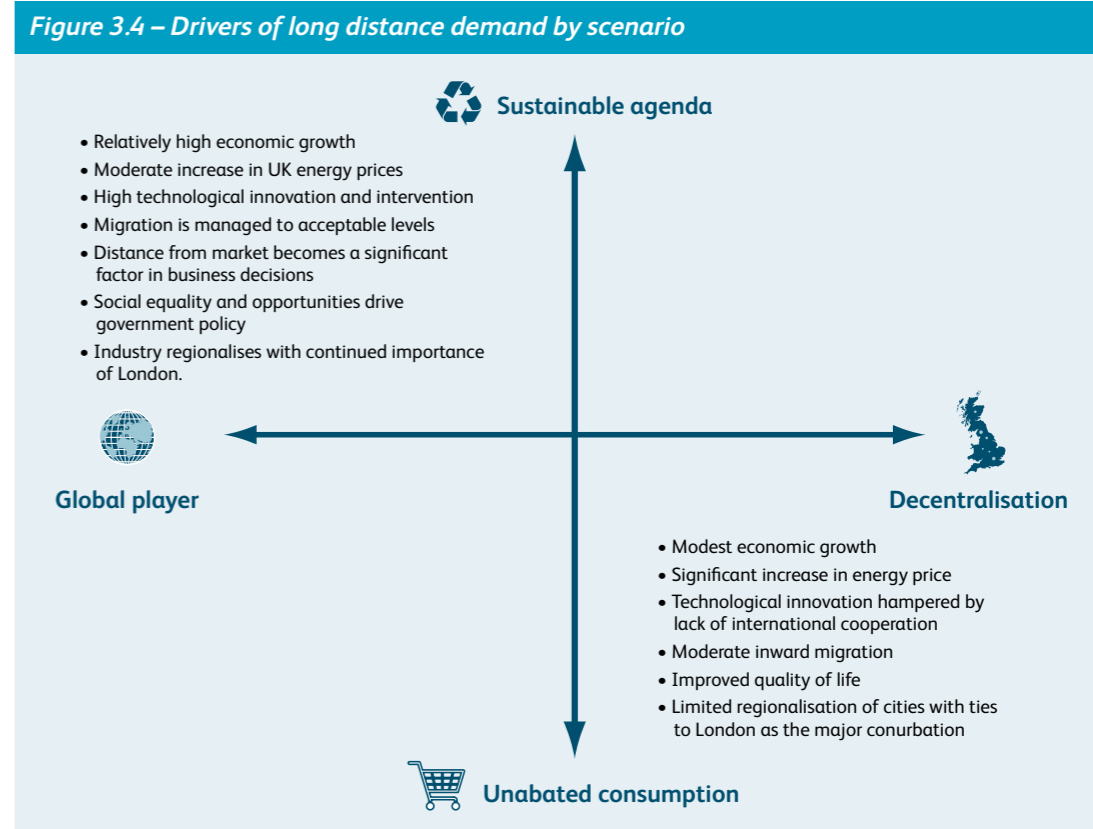 Figure 3.4 – Drivers of long distance demand by scenario
Sustainable agenda
• Relatively high economic growth
• Moderate increase in UK energy prices
• High technological innovation and intervention
• Migration is managed to acceptable levels
• Distance from market becomes a significant
factor in business decisions
• Social equality and opportunities drive
government policy
• Industry regionalises with continued importance
of London.
Global player
Decentralisation
• Modest economic growth
• Significant increase in energy price
• Technological innovation hampered by
lack of international cooperation
• Moderate inward migration
• Improved quality of life
• Limited regionalisation of cities with ties
to London as the major conurbation
Unabated consumption